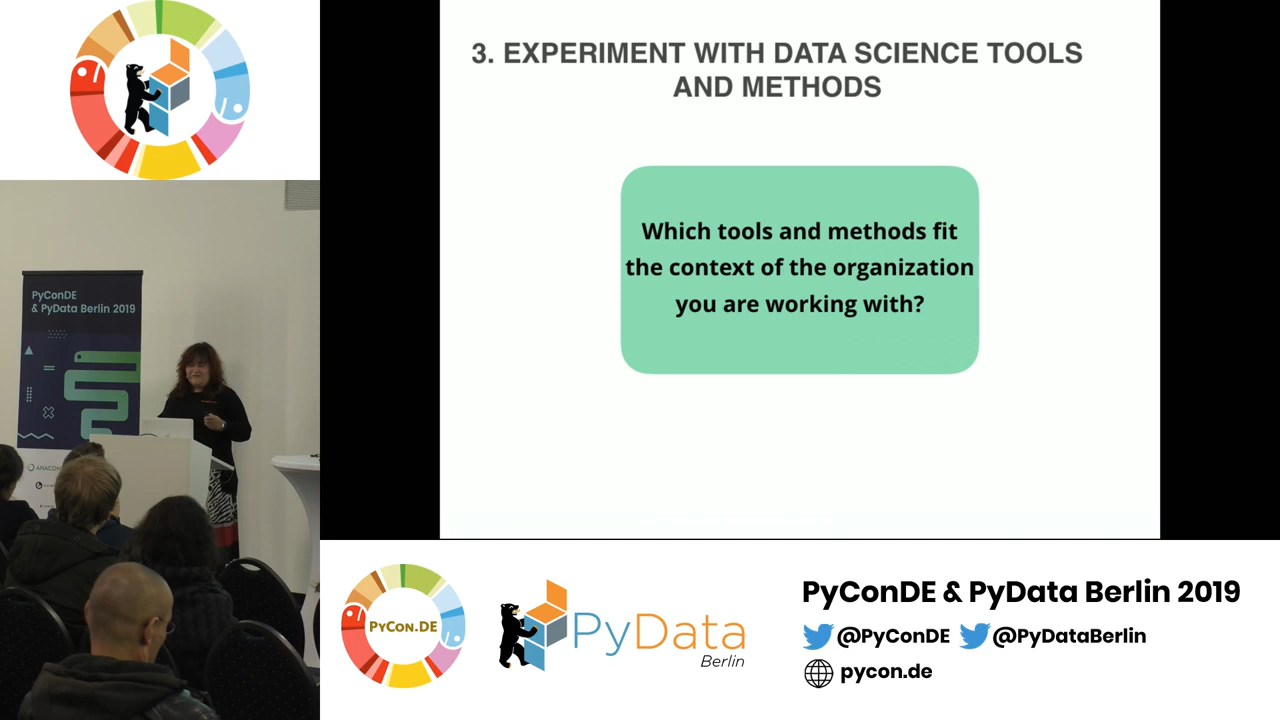 3. EXPERIMENT WITH DATA SCIENCE TOOLS
AND METHODS
Which tools and methods fit
the context of the organization
you are working with?
PyConDE
& PyData Berlin 2019
PYCON.DE
PyData
Berlin
PyConDE & PyData Berlin 2019
@PyConDE @PyDataBerlin
pycon.de